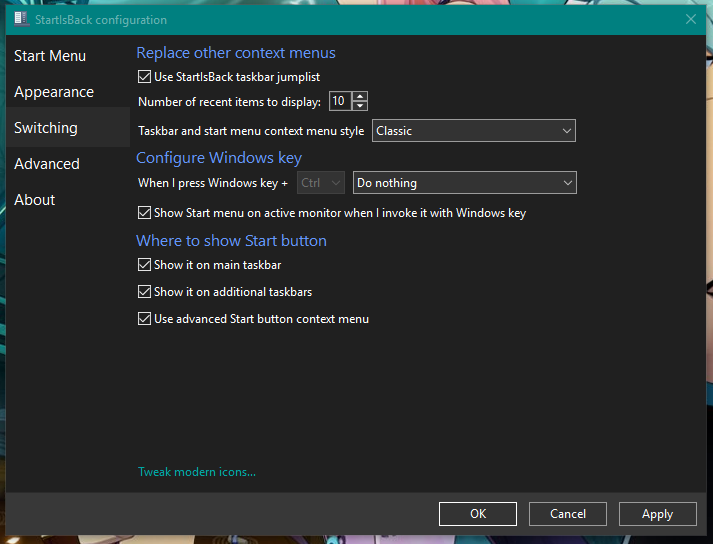 StartIsBack configuration
Start Menu
Appearance
Switching
Advanced
About
Replace other context menus
Use StartIsBack taskbar jumplist
Number of recent items to display: 10
Taskbar and start menu context menu style Classic
Configure Windows key
When I press Windows key + Ctrl Do nothing
Show Start menu on active monitor when I invoke it with Windows key
Where to show Start button
Show it on main taskbar
Show it on additional taskbars
Use advanced Start button context menu
Tweak modern icons...
OK Cancel Apply